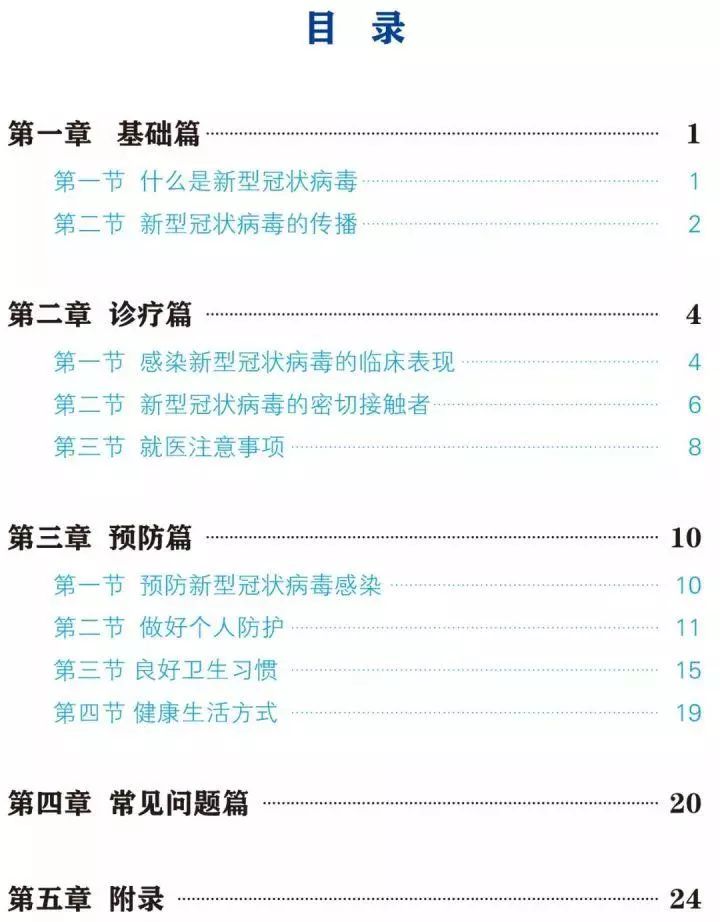 目 录
第一章 基础篇 1
第一节 什么是新型冠状病毒 1
第二节 新型冠状病毒的传播 2
第二章 诊疗篇 4
第一节 感染新型冠状病毒的临床表现 4
第二节 新型冠状病毒的密切接触者 6
第三节 就医注意事项 8
第三章 预防篇 10
第一节 预防新型冠状病毒感染 10
第二节 做好个人防护 11
第三节 良好卫生习惯 15
第四节 健康生活方式 19
第四章 常见问题篇 20
第五章 附录 24